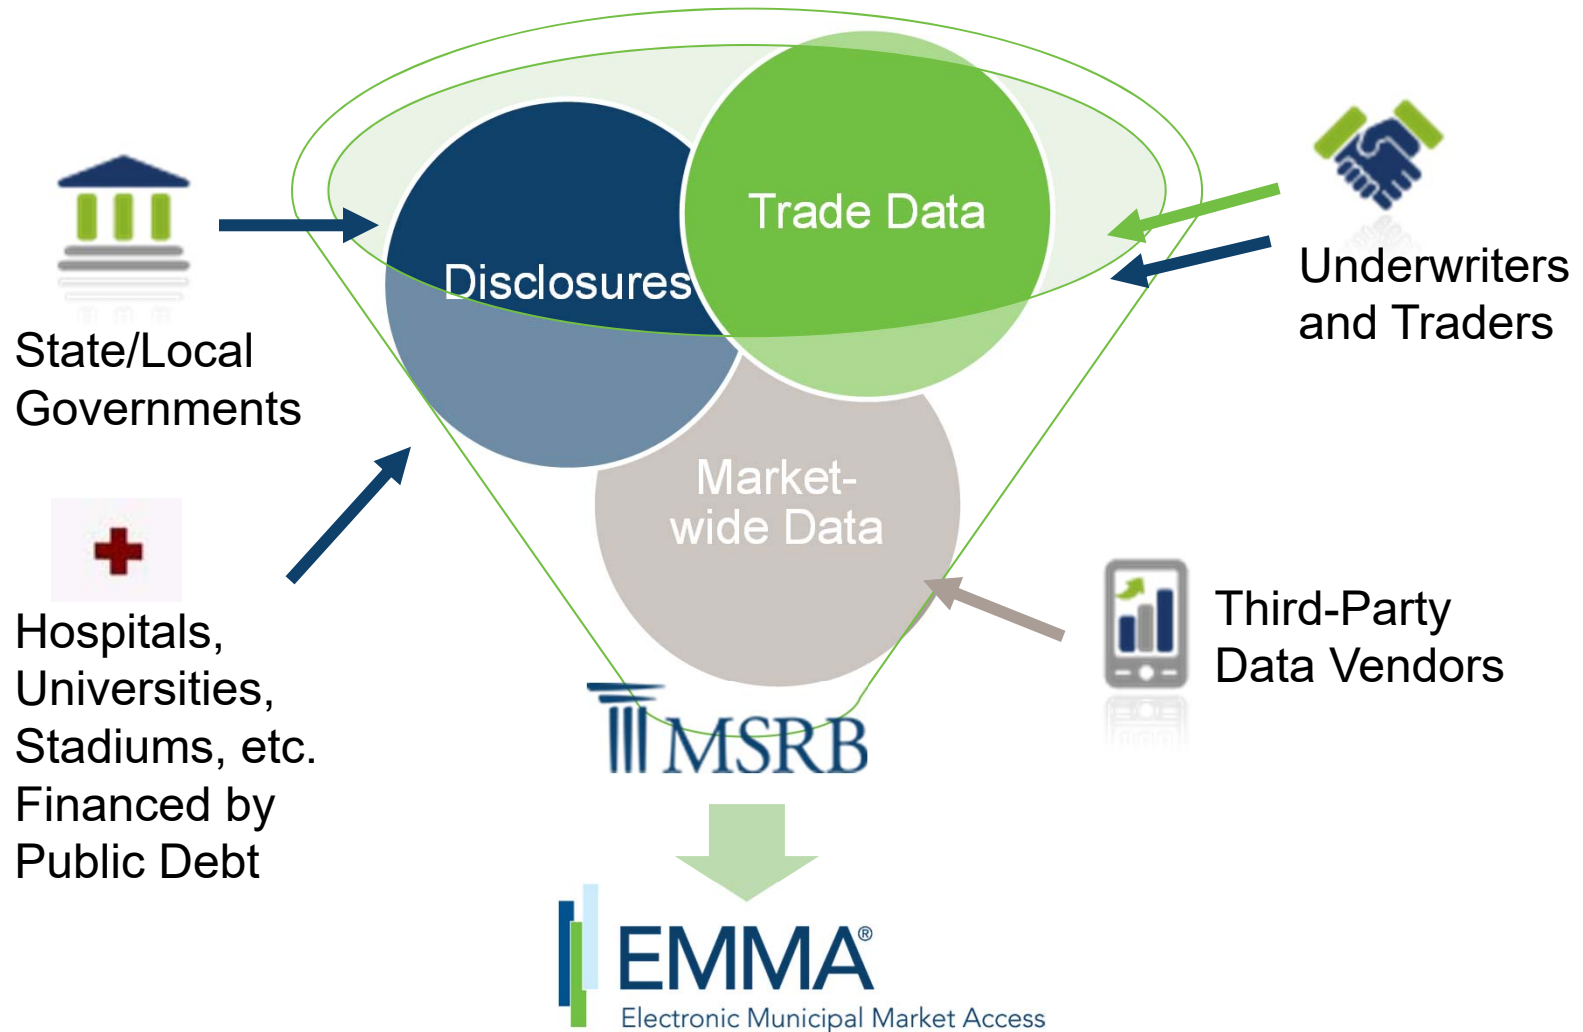 Trade Data
Disclosures
Market-
wide Data
State/Local
Governments
Hospitals,
Universities,
Stadiums, etc.
Financed by
Public Debt
Underwriters
and Traders
Third-Party
Data Vendors
MSRB
EMMA®
Electronic Municipal Market Access